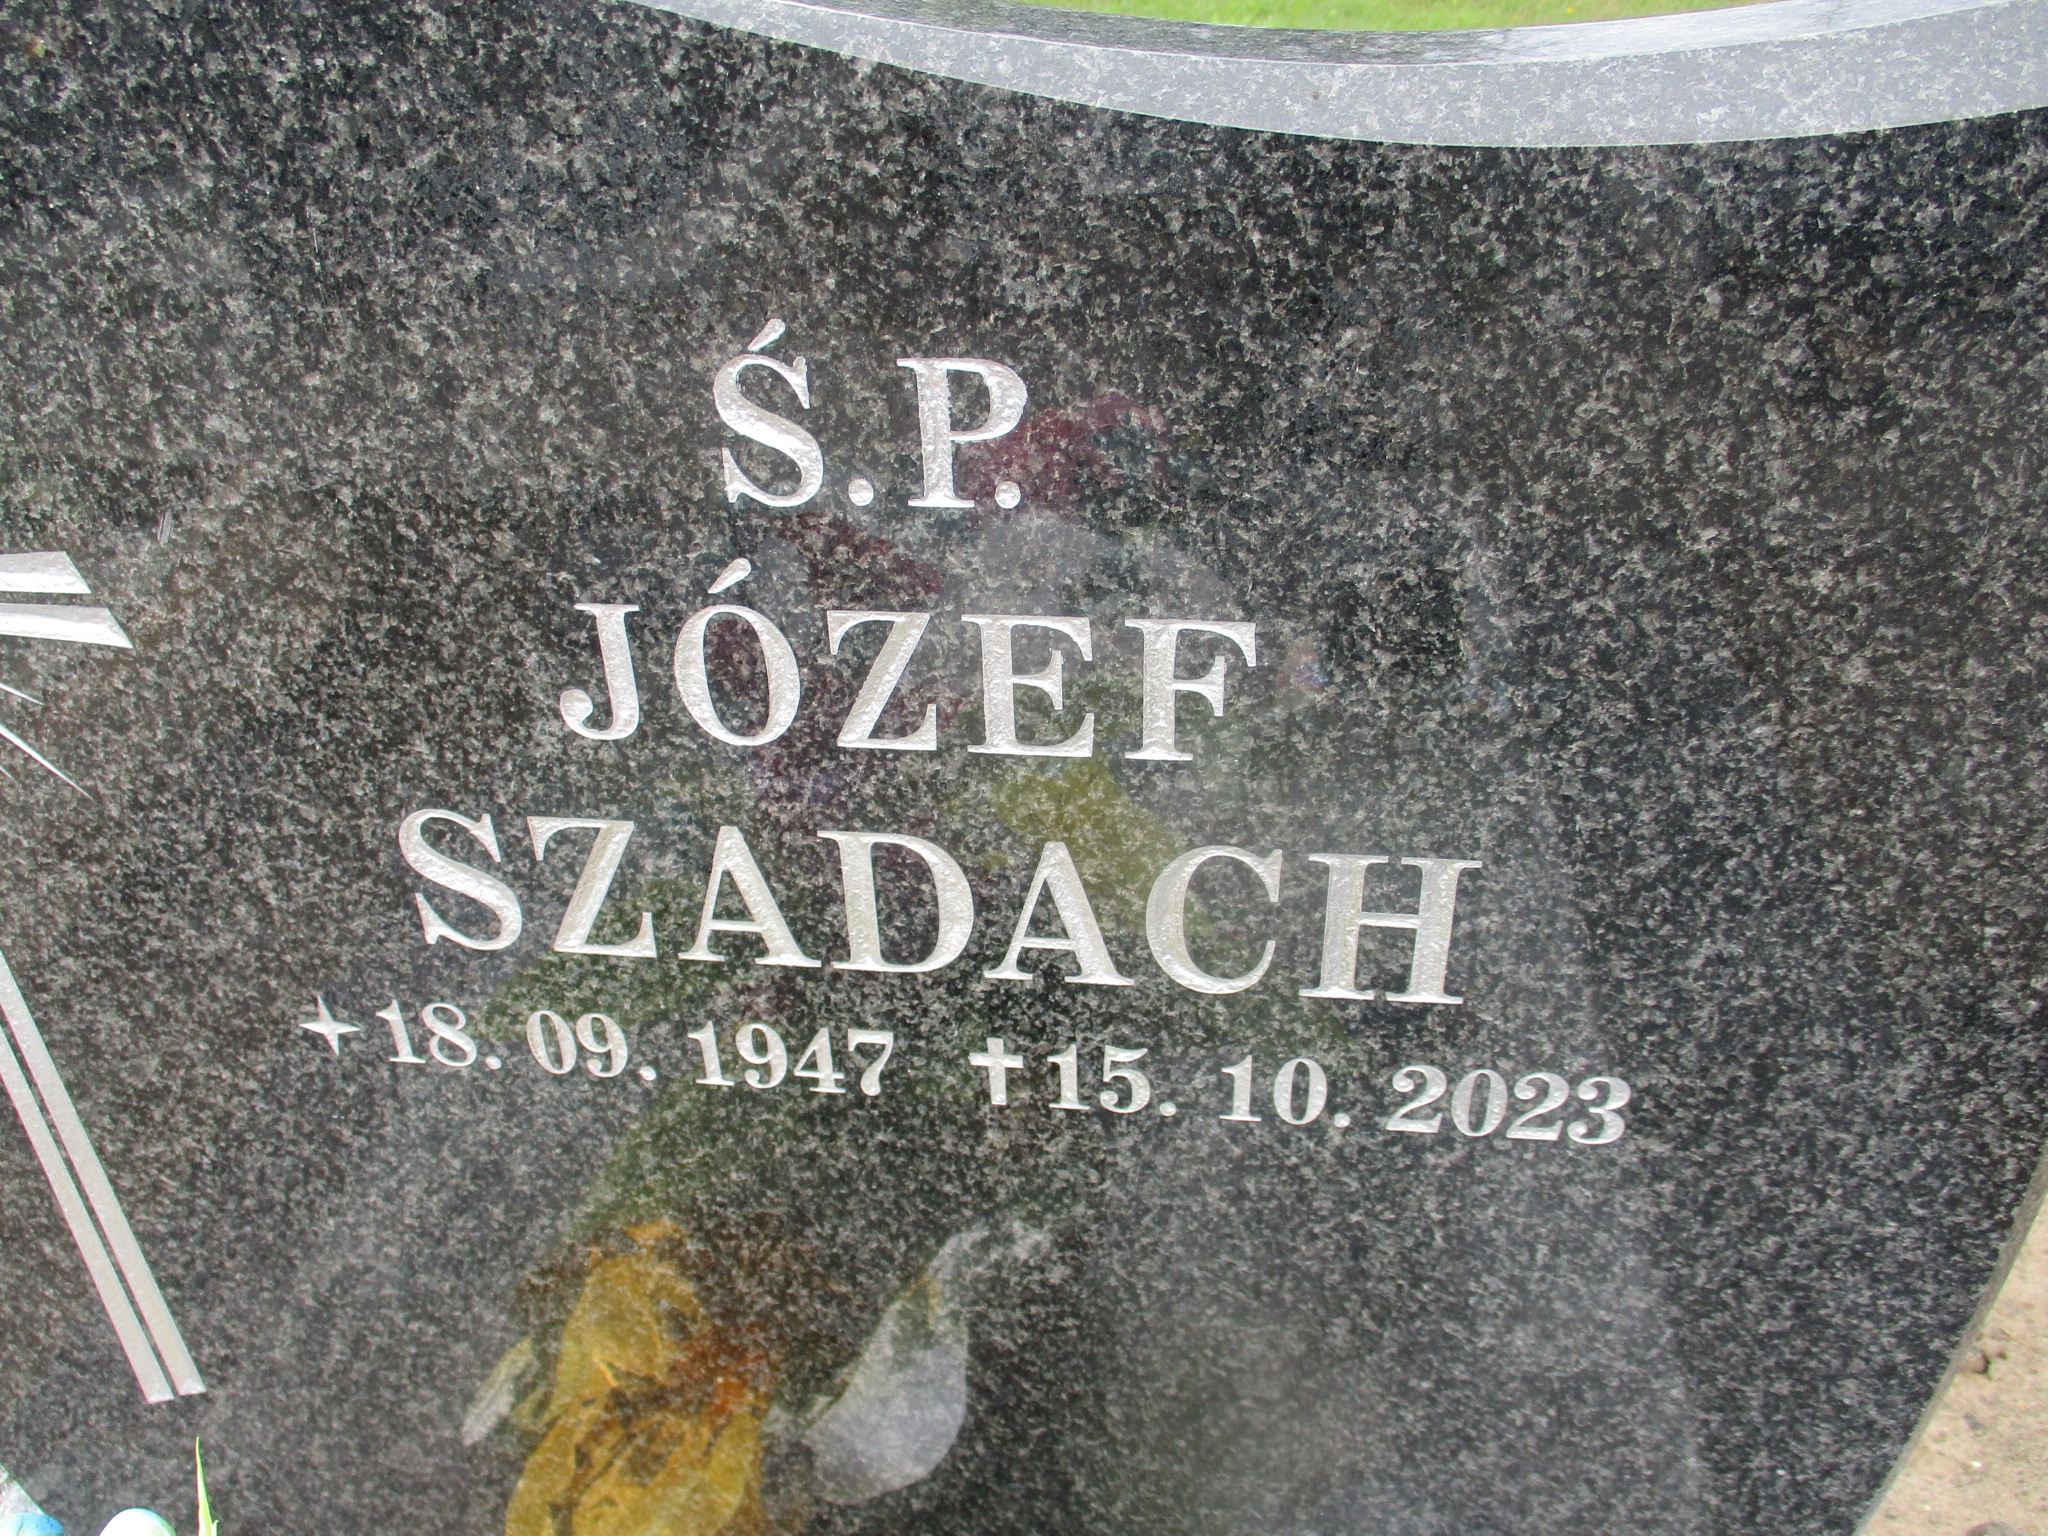 Ś.P.
JÓZEF
SZADACH
✦ 18. 09. 1947 ✝ 15. 10. 2023